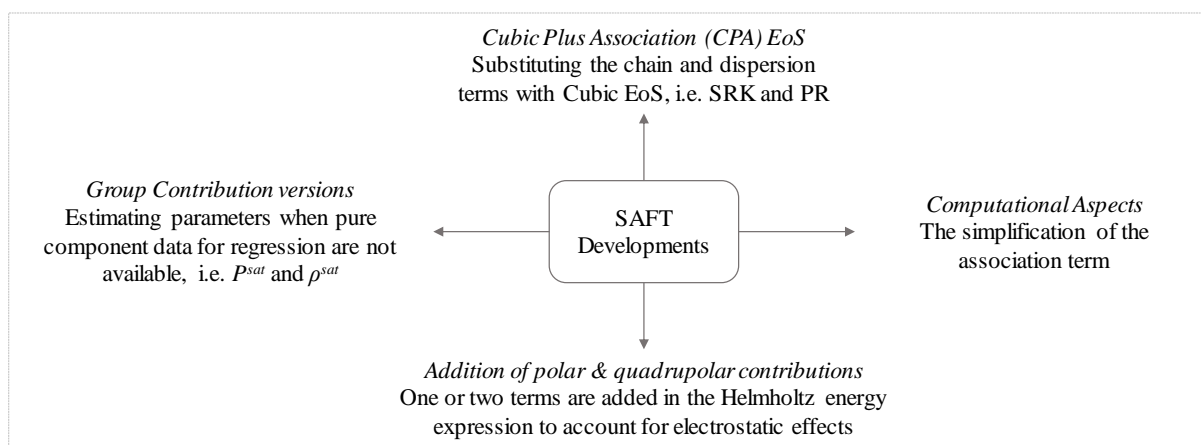 Cubic Plus Association (CPA) EoS
Substituting the chain and dispersion
terms with Cubic EoS, i.e. SRK and PR
Group Contribution versions
Estimating parameters when pure
component data for regression are not
available, i.e. P^sat and ρ^sat
SAFT
Developments
Computational Aspects
The simplification of the
association term
Addition of polar & quadrupolar contributions
One or two terms are added in the Helmholtz energy
expression to account for electrostatic effects